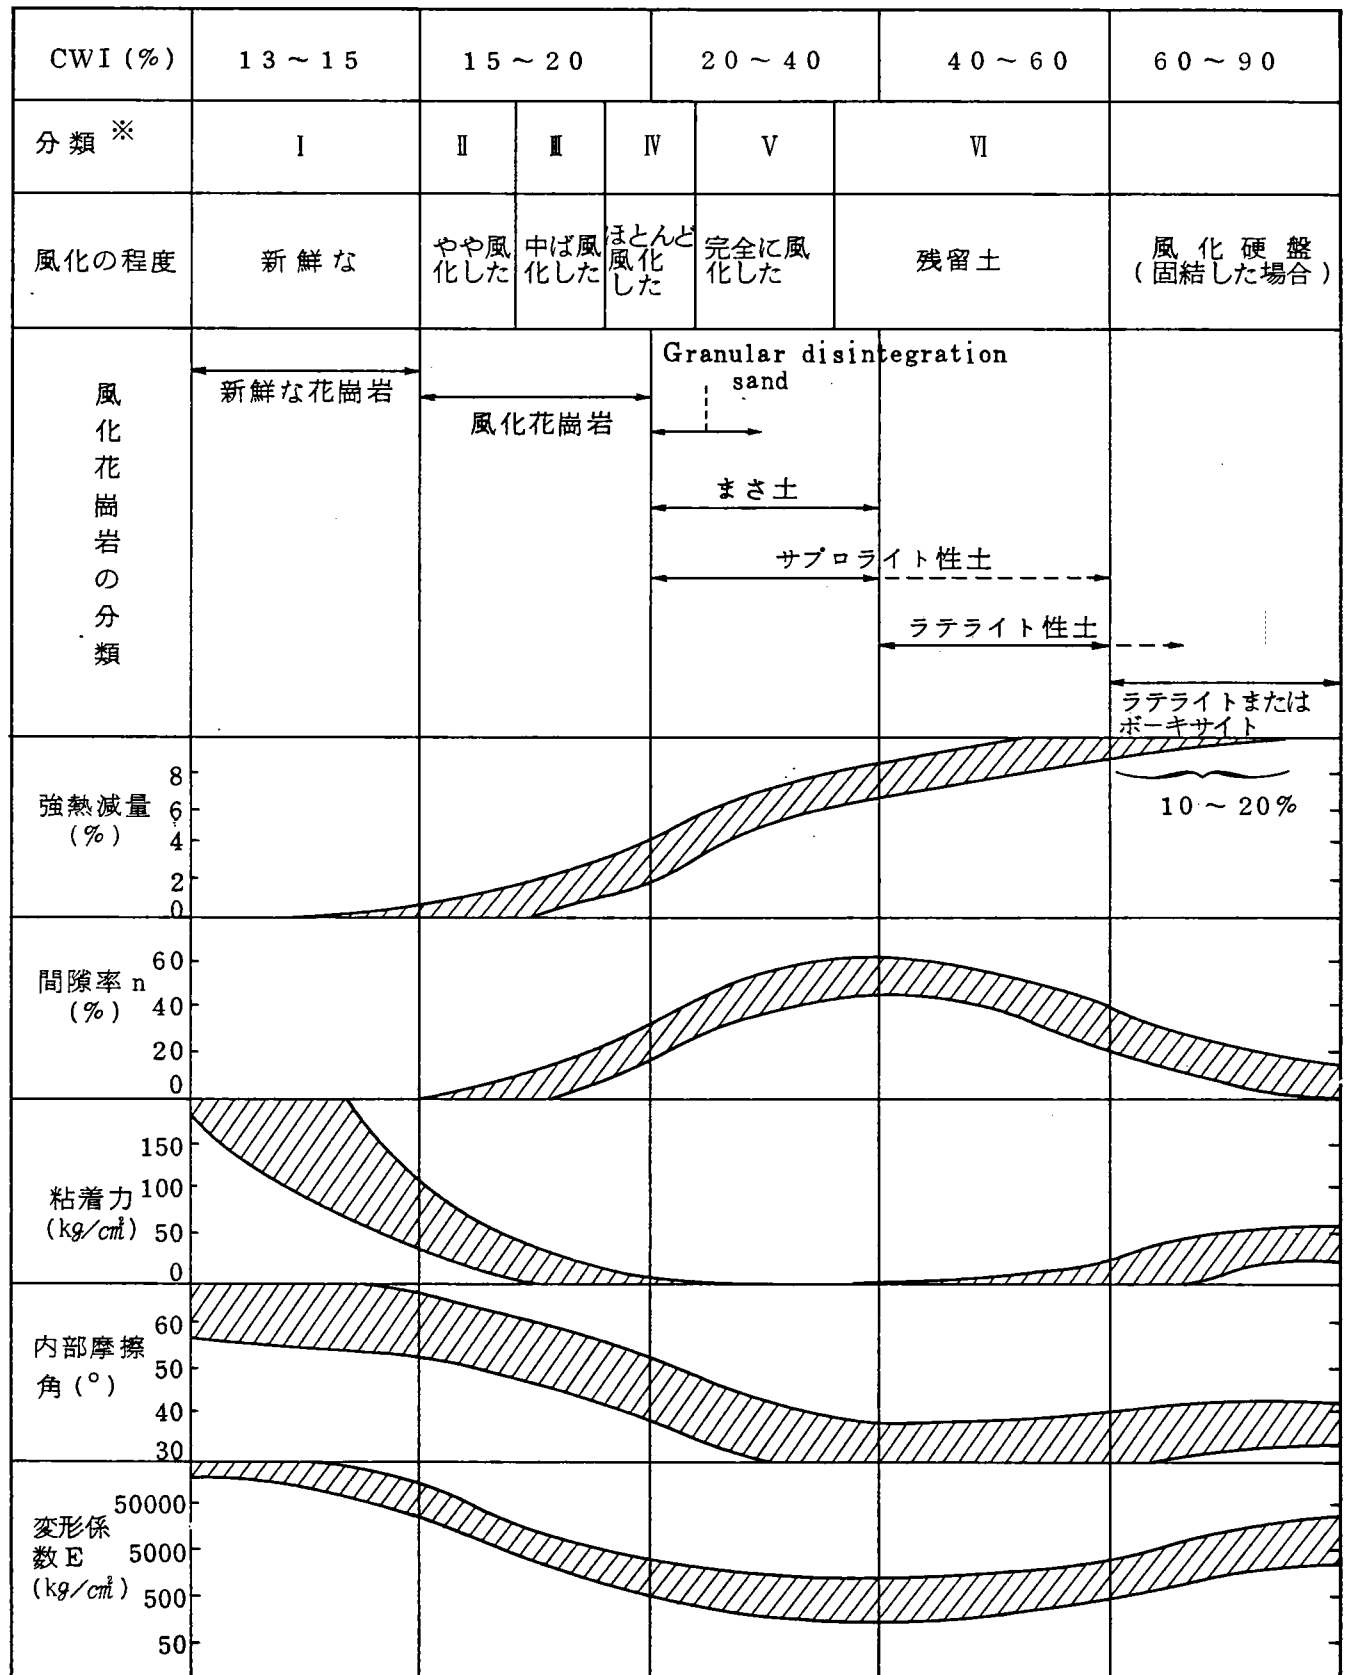 CWI (%) 13~15 15~20 20~40 40~60 60~90
分類※ Ⅰ Ⅱ Ⅲ Ⅳ Ⅴ Ⅵ
風化の程度 新鮮な
やや風
化した
中ば風
化した
ほとんど
風化
した
完全に風
化した
残留土
風化硬盤
(固結した場合)
風化花崗岩の分類
新鮮な花崗岩
風化花崗岩
Granular disintegration
sand
まさ土
サプロライト性土
ラテライト性土
ラテライトまたは
ボーキサイト
強熱減量
(%)
8
6
4
2
0
10~20%
間隙率n
(%)
60
40
20
0
粘着力
(kg/cm²)
150
100
50
0
内部摩擦
角(°)
60
50
40
30
変形係
数E
(kg/cm²)
50000
5000
500
50